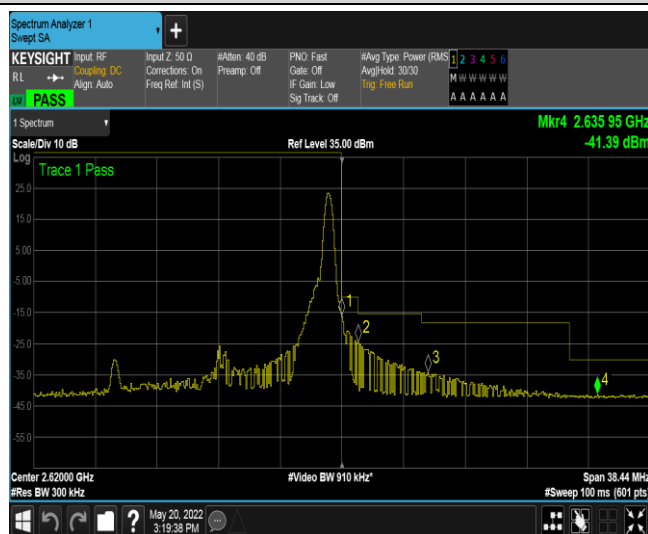 Spectrum Analyzer 1
Swept SA
+
KEYSIGHT Input: RF Input Z: 50 Ω #Atten: 40 dB PNO: Fast #Avg Type: Power (RMS 1 2 3 4 5 6
RL Coupling: DC Corrections: On Preamp: Off Gate: Off Avg|Hold: 30/30 M W W W W W
Align: Auto Freq Ref: Int (S) IF Gain: Low Trig: Free Run
Sig Track: Off A A A A A A
LXI PASS
1 Spectrum Mkr4 2.635 95 GHz
Scale/Div 10 dB Ref Level 35.00 dBm -41.39 dBm
Log
Trace 1 Pass
25.0
15.0
5.00
-5.00
1
-15.0
2
-25.0
3
-35.0
4
-45.0
-55.0
Center 2.62000 GHz #Video BW 910 kHz* Span 38.44 MHz
#Res BW 300 kHz #Sweep 100 ms (601 pts)
? May 20, 2022
3:19:38 PM